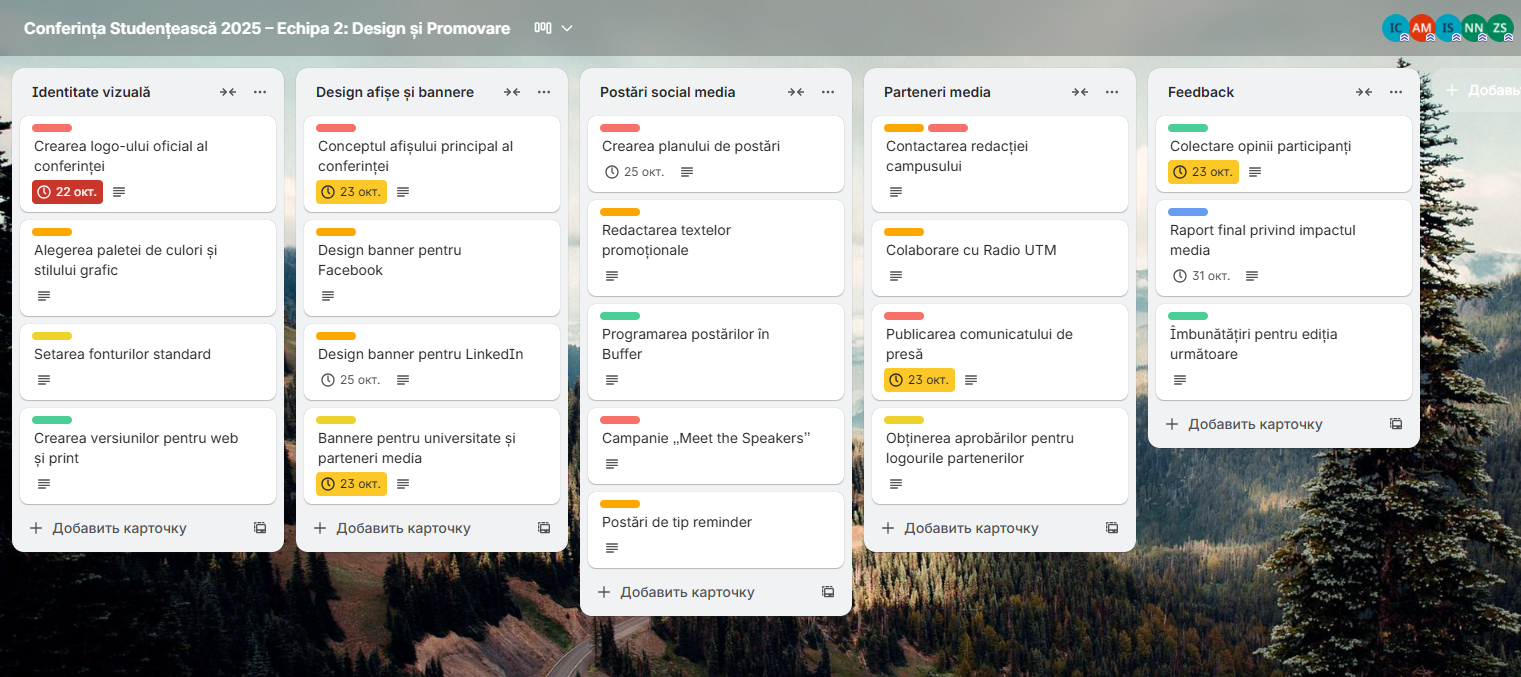 Conferința Studențească 2025 – Echipa 2: Design și Promovare
IC AM IS NN ZS
Identitate vizuală
Crearea logo-ului oficial al
conferinței
22 окт.
Alegerea paletei de culori și
stilului grafic
Setarea fonturilor standard
Crearea versiunilor pentru web
și print
Добавить карточку
Design afișe și bannere
Conceptul afișului principal al
conferinței
23 окт.
Design banner pentru
Facebook
Design banner pentru LinkedIn
25 окт.
Bannere pentru universitate și
parteneri media
23 окт.
Добавить карточку
Postări social media
Crearea planului de postări
25 окт.
Redactarea textelor
promoționale
Programarea postărilor în
Buffer
Campanie „Meet the Speakers”
Postări de tip reminder
Добавить карточку
Parteneri media
Contactarea redacției
campusului
Colaborare cu Radio UTM
Publicarea comunicatului de
presă
23 окт.
Obținerea aprobărilor pentru
logourile partenerilor
Добавить карточку
Feedback
Colectare opinii participanți
23 окт.
Raport final privind impactul
media
31 окт.
Îmbunătățiri pentru ediția
următoare
Добавить карточку
Добавь